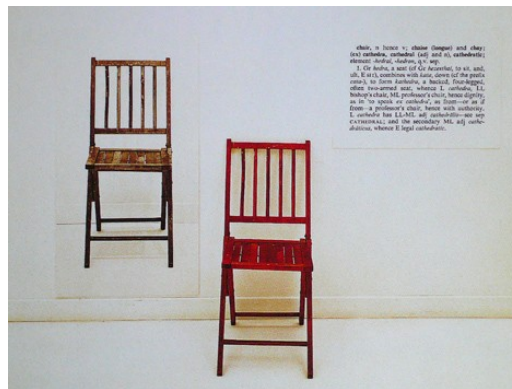 chair, n (hence v; chaise (longue) and chay;
(ex) cathedra, cathedral (adj and n), cathedratic;
element -hedral, -hedron, q.v. sep.
1. Gr hedra, a seat (cf Gr hezesthai, to sit, and,
ult, E SIT), combines with kata, down (cf the prefix
cata-), to form kathedra, a backed, four-legged,
often two-armed seat, whence L cathedra, LL
bishop's chair, ML professor's chair, hence dignity,
as in 'to speak ex cathedra', as from—or as if
from—a professor's chair, hence with authority.
L cathedra has LL-ML adj cathedrālis—see sep
CATHEDRAL; and the secondary ML adj cathe-
drāticus, whence E legal cathedratic.